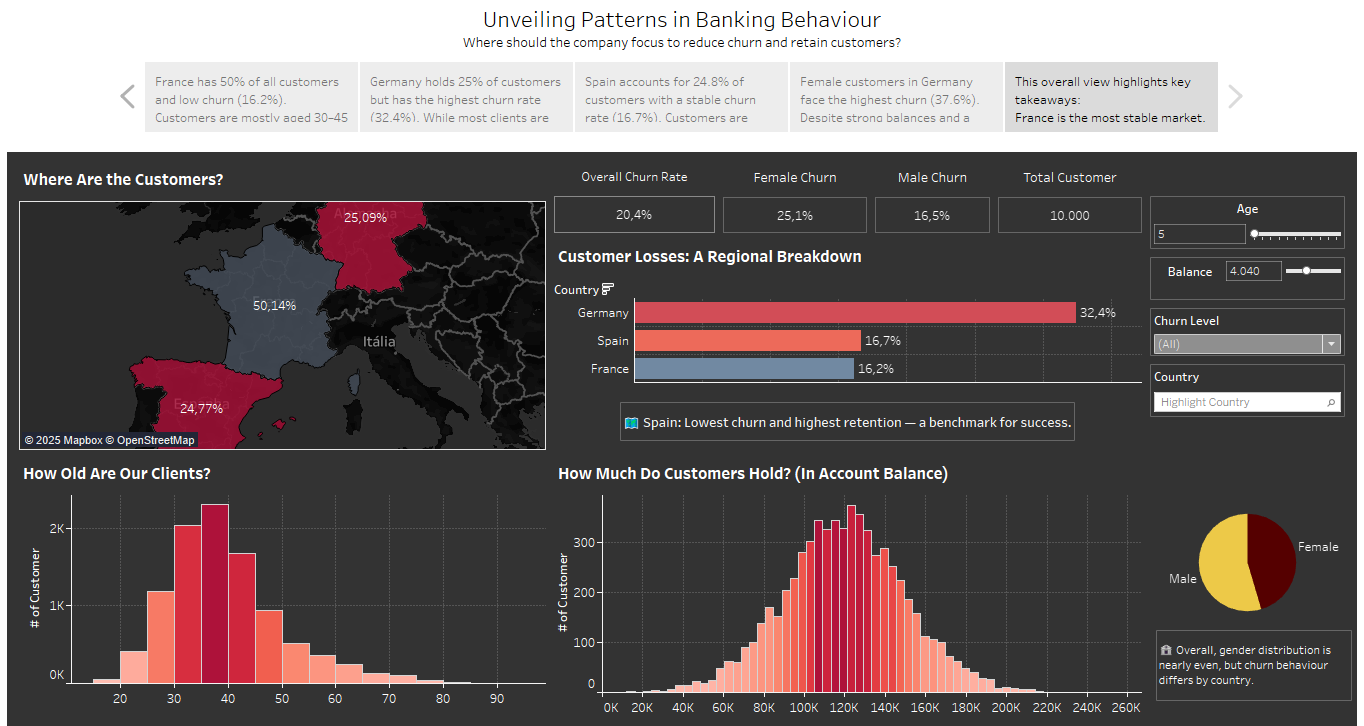 Unveiling Patterns in Banking Behaviour
Where should the company focus to reduce churn and retain customers?
France has 50% of all customers
and low churn (16.2%).
Customers are mostly aged 30–45
Germany holds 25% of customers
but has the highest churn rate
(32.4%). While most clients are
Spain accounts for 24.8% of
customers with a stable churn
rate (16.7%). Customers are
Female customers in Germany
face the highest churn (37.6%).
Despite strong balances and a
This overall view highlights key
takeaways:
France is the most stable market.
Where Are the Customers?
25,09%
50,14%
Itália
24,77%
© 2025 Mapbox © OpenStreetMap
Overall Churn Rate
20,4%
Female Churn
25,1%
Male Churn
16,5%
Total Customer
10.000
Customer Losses: A Regional Breakdown
Country
Germany
32,4%
Spain
16,7%
France
16,2%
Spain: Lowest churn and highest retention — a benchmark for success.
Age
5
Balance
4.040
Churn Level
(All)
Country
Highlight Country
How Old Are Our Clients?
# of Customer
2K
1K
0K
20 30 40 50 60 70 80 90
How Much Do Customers Hold? (In Account Balance)
# of Customer
300
200
100
0
0K 20K 40K 60K 80K 100K 120K 140K 160K 180K 200K 220K 240K 260K
Female
Male
Overall, gender distribution is
nearly even, but churn behaviour
differs by country.